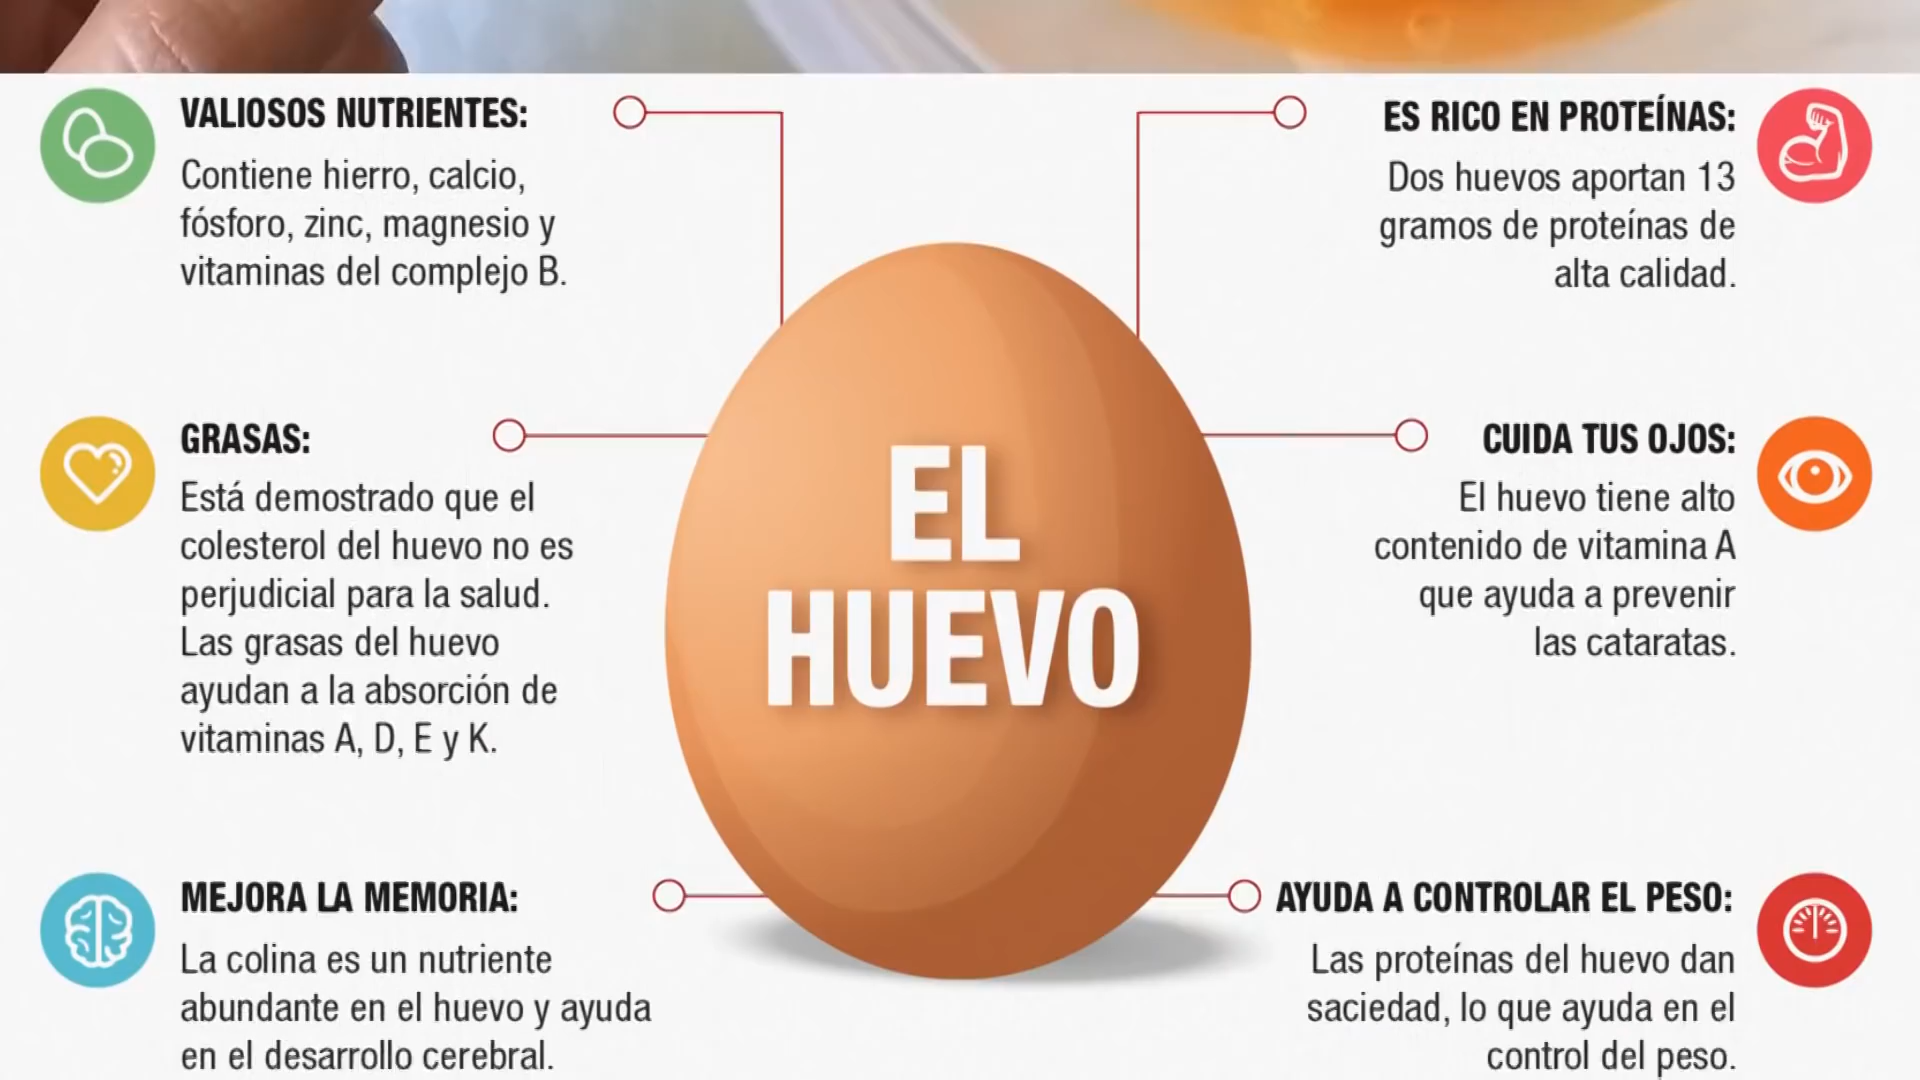 VALIOSOS NUTRIENTES:
Contiene hierro, calcio,
fósforo, zinc, magnesio y
vitaminas del complejo B.
GRASAS:
Está demostrado que el
colesterol del huevo no es
perjudicial para la salud.
Las grasas del huevo
ayudan a la absorción de
vitaminas A, D, E y K.
MEJORA LA MEMORIA:
La colina es un nutriente
abundante en el huevo y ayuda
en el desarrollo cerebral.
EL
HUEVO
ES RICO EN PROTEÍNAS:
Dos huevos aportan 13
gramos de proteínas de
alta calidad.
CUIDA TUS OJOS:
El huevo tiene alto
contenido de vitamina A
que ayuda a prevenir
las cataratas.
AYUDA A CONTROLAR EL PESO:
Las proteínas del huevo dan
saciedad, lo que ayuda en el
control del peso.